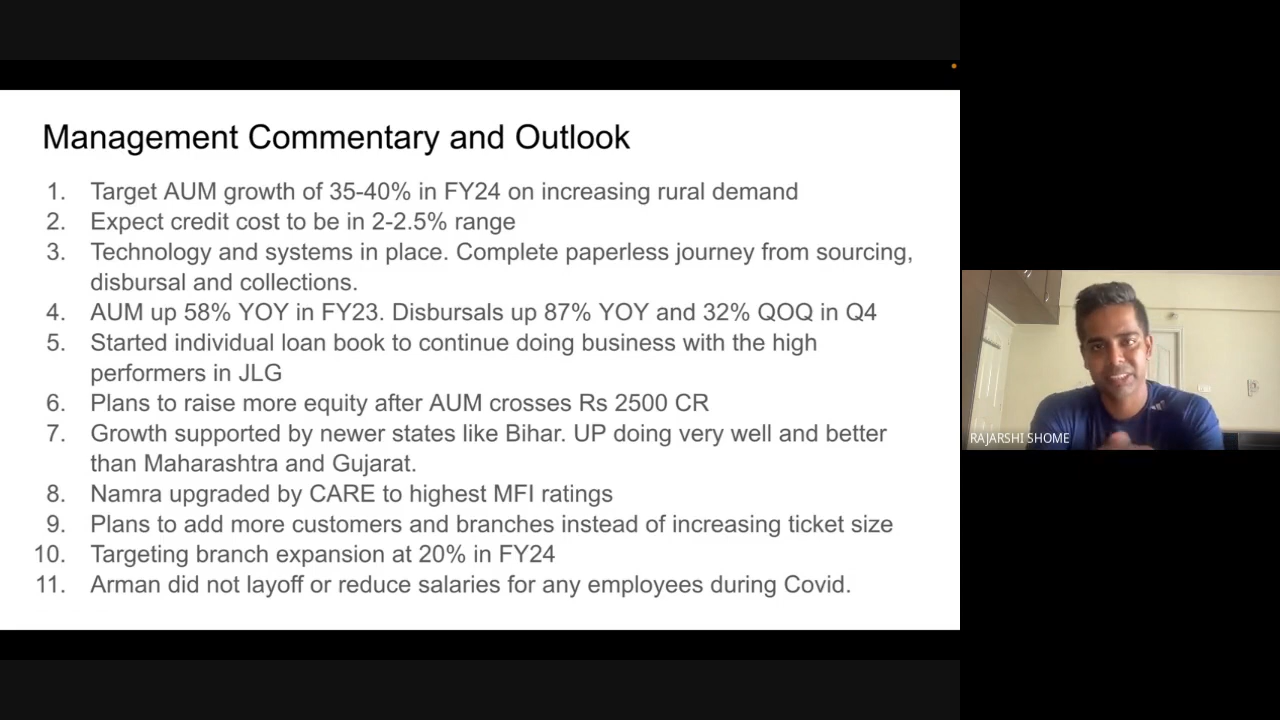 Management Commentary and Outlook
1. Target AUM growth of 35-40% in FY24 on increasing rural demand
2. Expect credit cost to be in 2-2.5% range
3. Technology and systems in place. Complete paperless journey from sourcing,
disbursal and collections.
4. AUM up 58% YOY in FY23. Disbursals up 87% YOY and 32% QOQ in Q4
5. Started individual loan book to continue doing business with the high
performers in JLG
6. Plans to raise more equity after AUM crosses Rs 2500 CR
7. Growth supported by newer states like Bihar. UP doing very well and better
than Maharashtra and Gujarat.
8. Namra upgraded by CARE to highest MFI ratings
9. Plans to add more customers and branches instead of increasing ticket size
10. Targeting branch expansion at 20% in FY24
11. Arman did not layoff or reduce salaries for any employees during Covid.
RAJARSHI SHOME